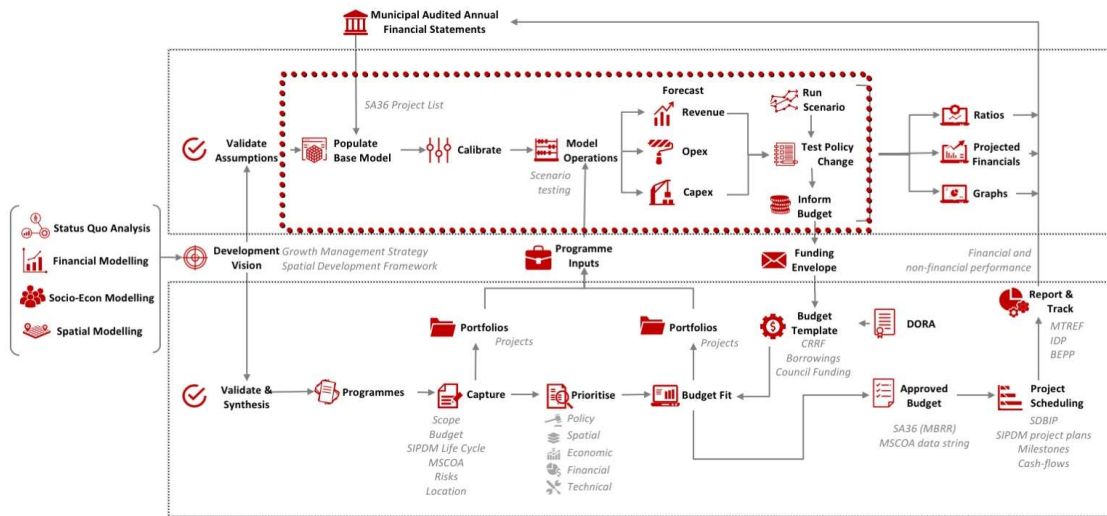 Municipal Audited Annual
Financial Statements
SA36 Project List
Validate
Assumptions
Populate
Base Model
Calibrate
Model
Operations
Scenario
testing
Forecast
Revenue
Opex
Capex
Run
Scenario
Test Policy
Change
Inform
Budget
Ratios
Projected
Financials
Graphs
Status Quo Analysis
Financial Modelling
Socio-Econ Modelling
Spatial Modelling
Development
Vision
Growth Management Strategy
Spatial Development Framework
Programme
Inputs
Funding
Envelope
Financial and
non-financial performance
Portfolios
Projects
Portfolios
Projects
Budget
Template
CRRF
Borrowings
Council Funding
DORA
Report &
Track
MTREF
IDP
BEPP
Validate &
Synthesis
Programmes
Capture
Scope
Budget
SIPDM Life Cycle
MSCOA
Risks
Location
Prioritise
Policy
Spatial
Economic
Financial
Technical
Budget Fit
Approved
Budget
SA36 (MBRR)
MSCOA data string
Project
Scheduling
SDBIP
SIPDM project plans
Milestones
Cash-flows